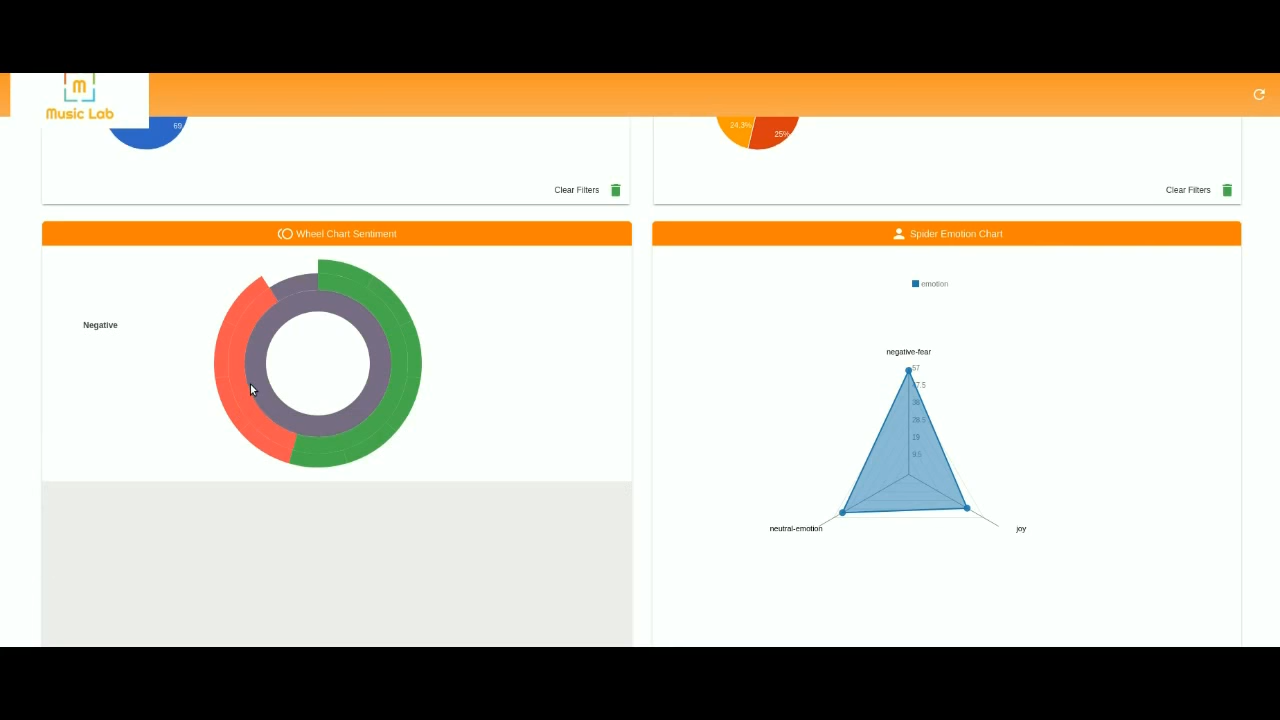 M
Music Lab
69
24.3%
25%
Clear Filters
Clear Filters
Wheel Chart Sentiment
Spider Emotion Chart
emotion
Negative
negative-fear
57
47.5
38
28.5
19
9.5
neutral-emotion
joy